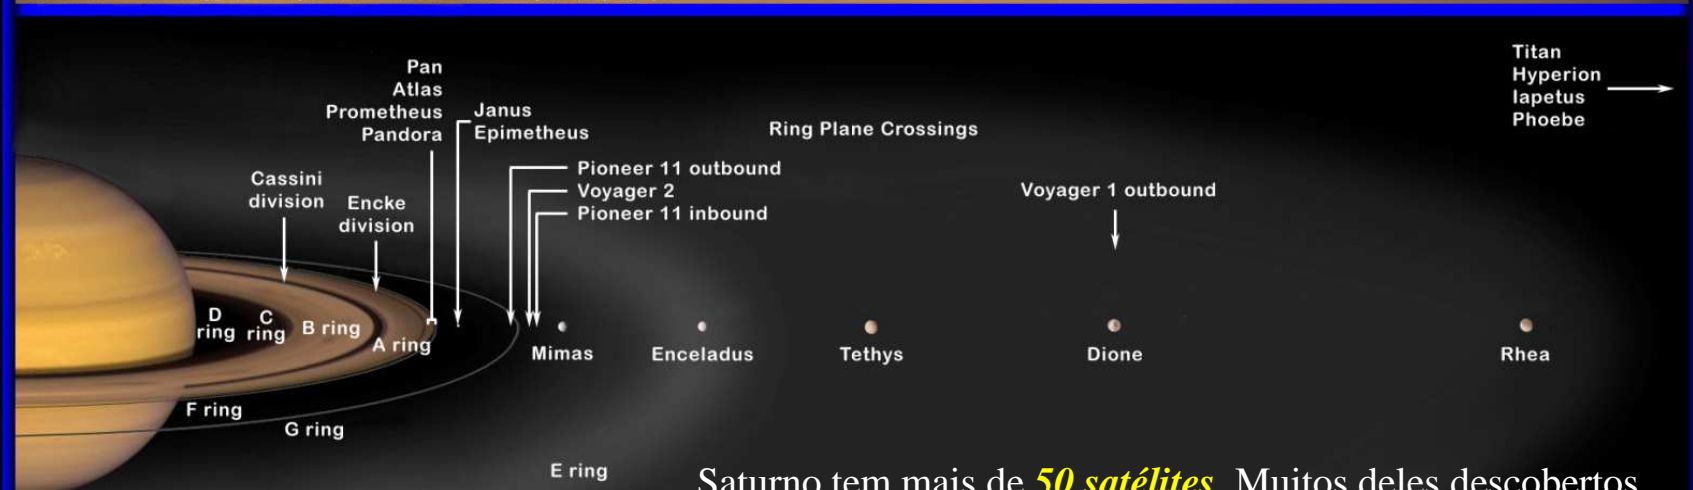 Titan
Hyperion
Iapetus
Phoebe
Pan
Atlas
Prometheus
Pandora
Janus
Epimetheus
Ring Plane Crossings
Pioneer 11 outbound
Voyager 2
Pioneer 11 inbound
Voyager 1 outbound
Cassini
division
Encke
division
D
ring
C
ring
B ring
A ring
Mimas
Enceladus
Tethys
Dione
Rhea
F ring
G ring
E ring
Saturno tem mais de 50 satélites. Muitos deles descobertos